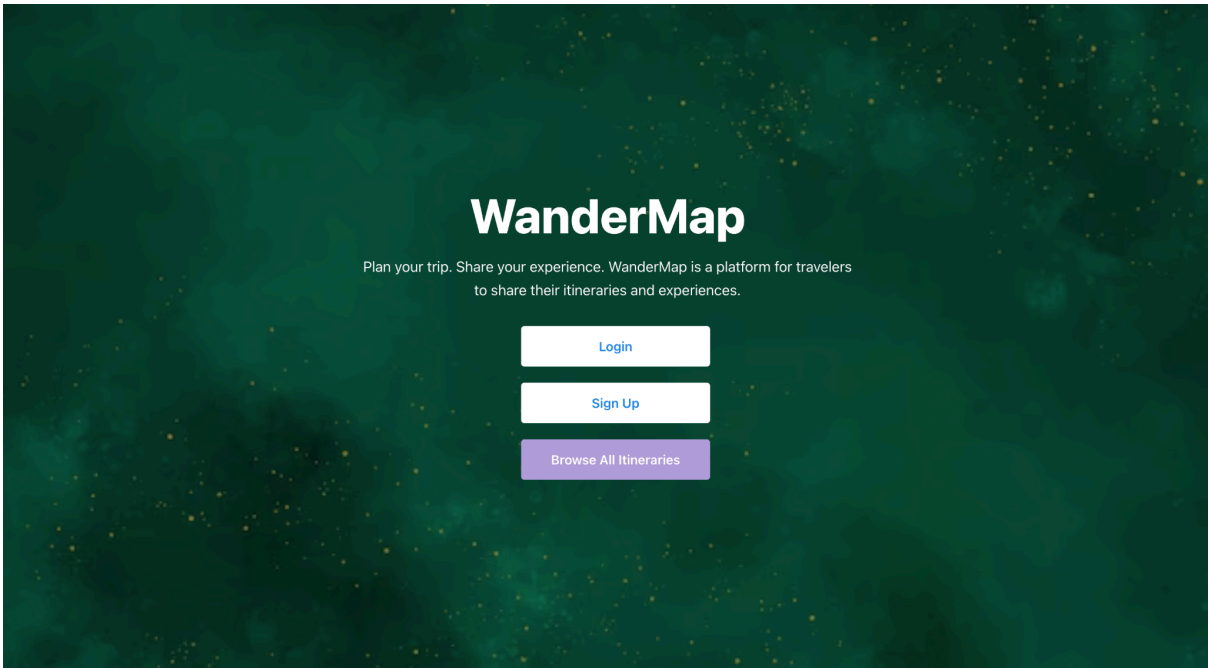 WanderMap
Plan your trip. Share your experience. WanderMap is a platform for travelers
to share their itineraries and experiences.
Login
Sign Up
Browse All Itineraries